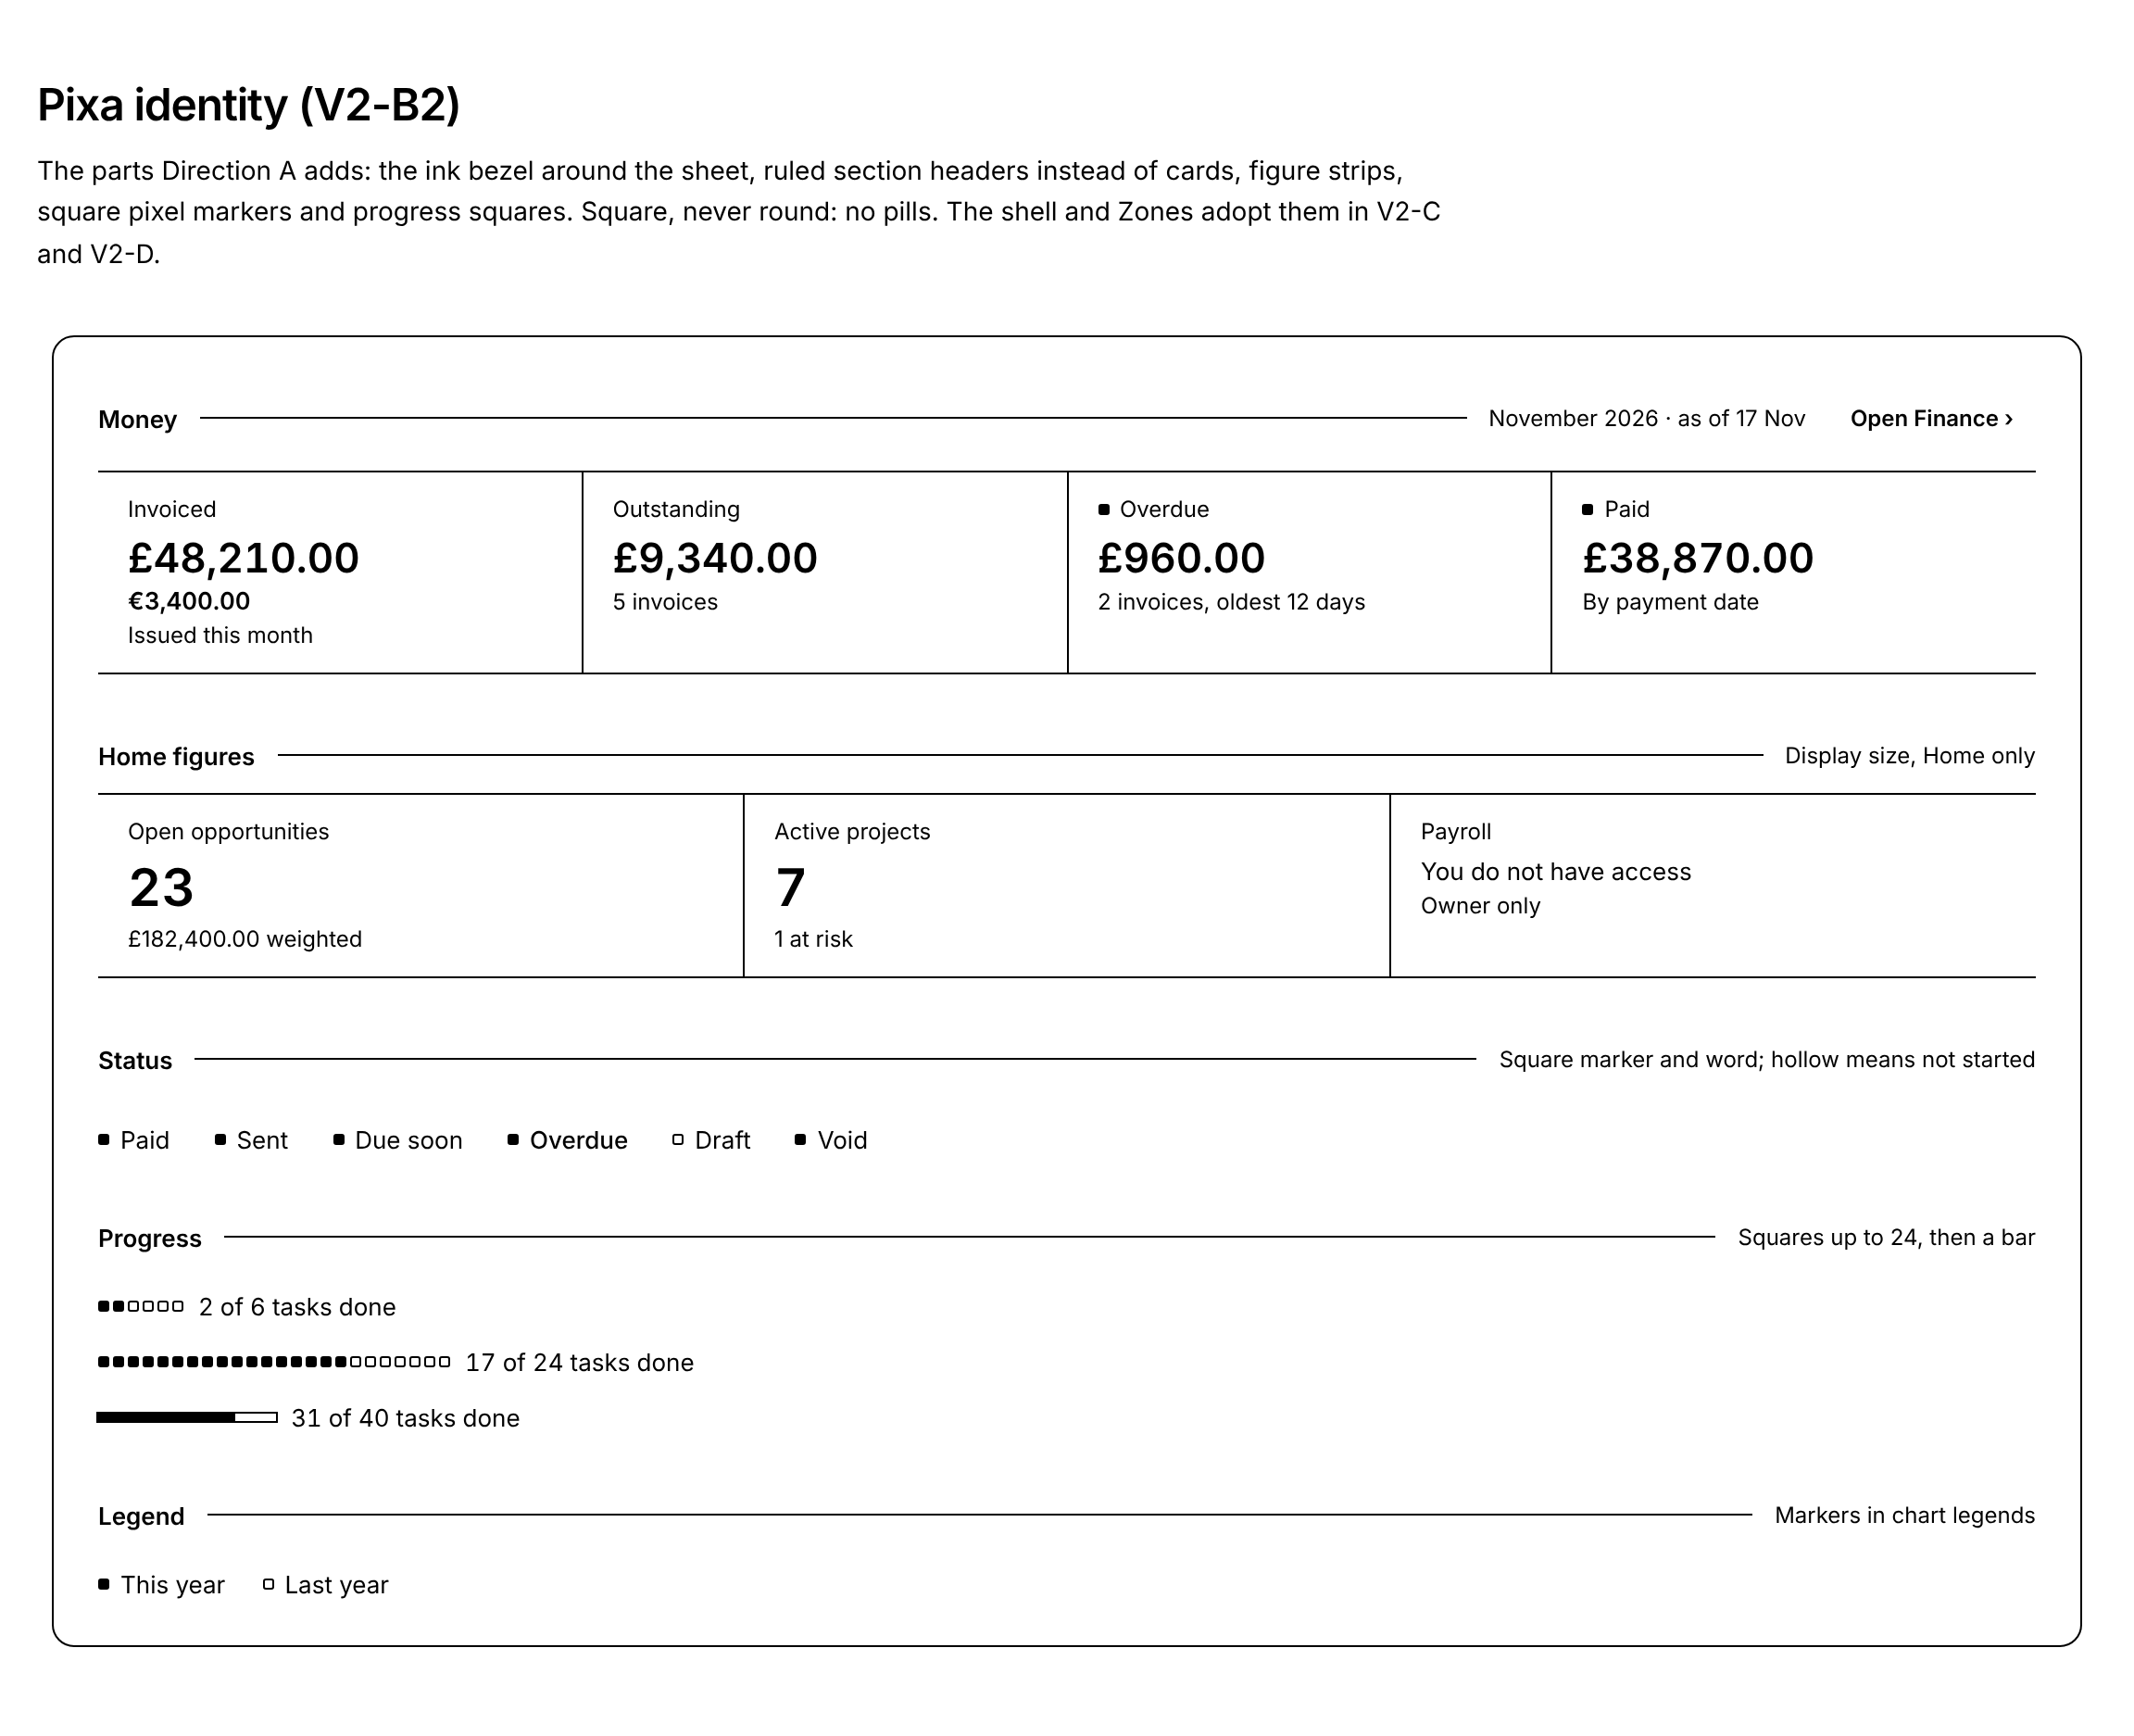 Pixa identity (V2-B2)
The parts Direction A adds: the ink bezel around the sheet, ruled section headers instead of cards, figure strips,
square pixel markers and progress squares. Square, never round: no pills. The shell and Zones adopt them in V2-C
and V2-D.
Money
November 2026 · as of 17 Nov
Open Finance ›
Invoiced
£48,210.00
€3,400.00
Issued this month
Outstanding
£9,340.00
5 invoices
Overdue
£960.00
2 invoices, oldest 12 days
Paid
£38,870.00
By payment date
Home figures
Display size, Home only
Open opportunities
23
£182,400.00 weighted
Active projects
7
1 at risk
Payroll
You do not have access
Owner only
Status
Square marker and word; hollow means not started
Paid
Sent
Due soon
Overdue
Draft
Void
Progress
Squares up to 24, then a bar
2 of 6 tasks done
17 of 24 tasks done
31 of 40 tasks done
Legend
Markers in chart legends
This year
Last year